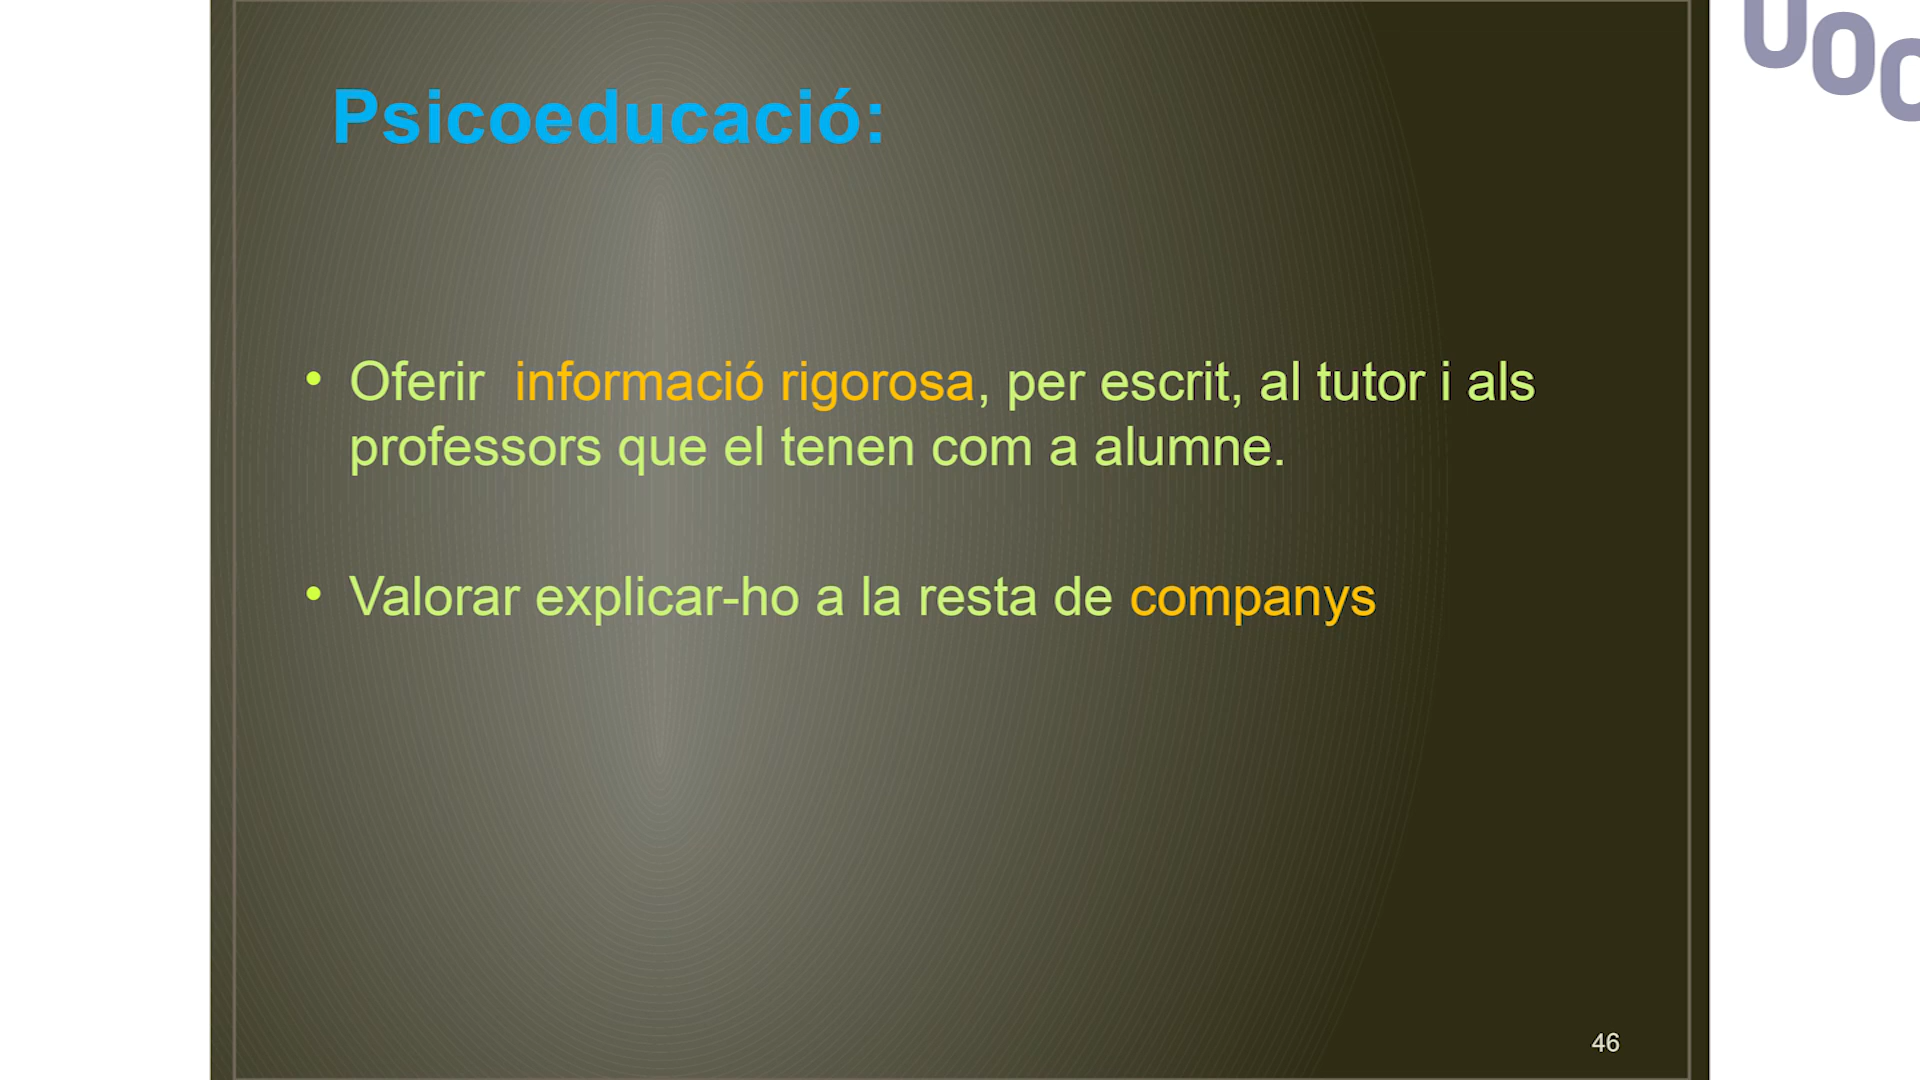 UOC
Psicoeducació:
• Oferir  informació rigorosa, per escrit, al tutor i als
professors que el tenen com a alumne.
• Valorar explicar-ho a la resta de companys
46